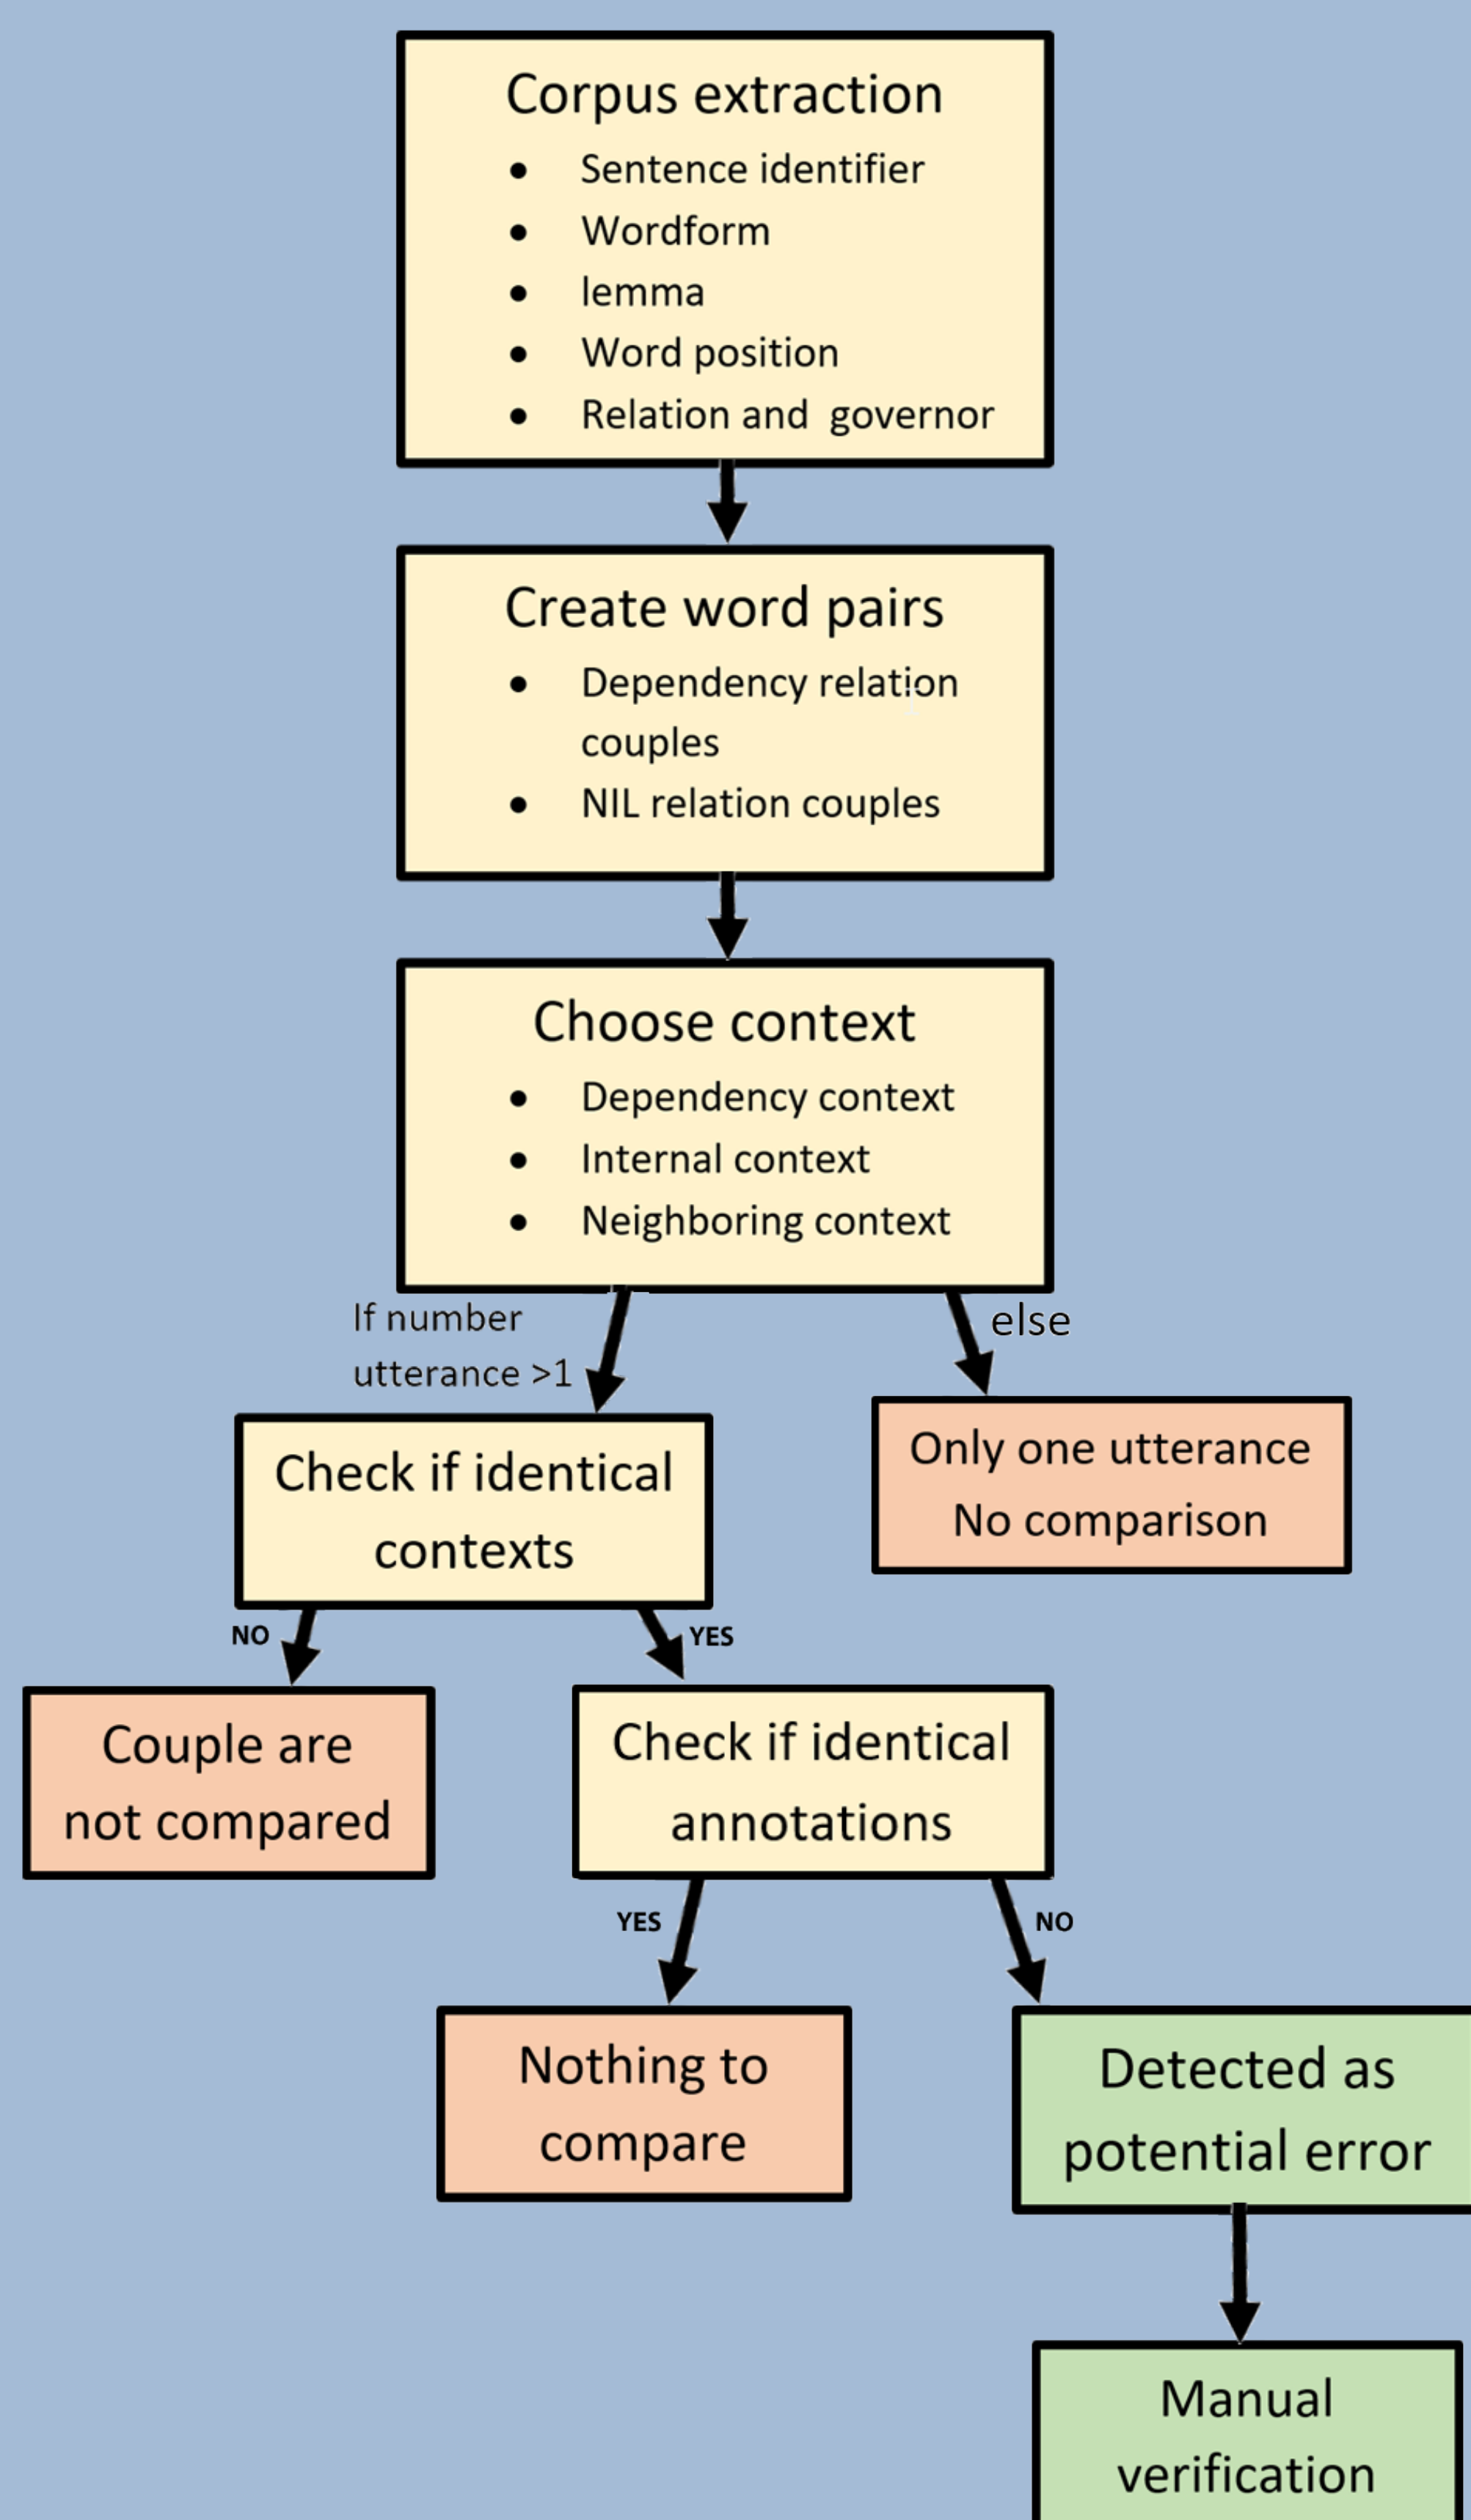 Corpus extraction
• Sentence identifier
• Wordform
• lemma
• Word position
• Relation and governor
Create word pairs
• Dependency relation
couples
• NIL relation couples
Choose context
• Dependency context
• Internal context
• Neighboring context
If number
utterance >1
else
Check if identical
contexts
Only one utterance
No comparison
NO
YES
Couple are
not compared
Check if identical
annotations
YES
NO
Nothing to
compare
Detected as
potential error
Manual
verification